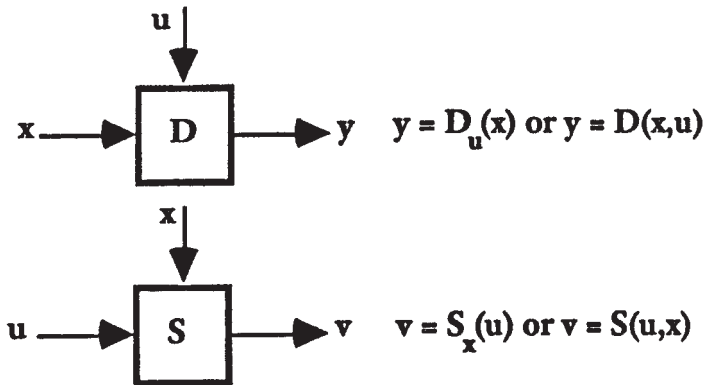 u
x D y y = D_u(x) or y = D(x,u)
x
u S v v = S_x(u) or v = S(u,x)